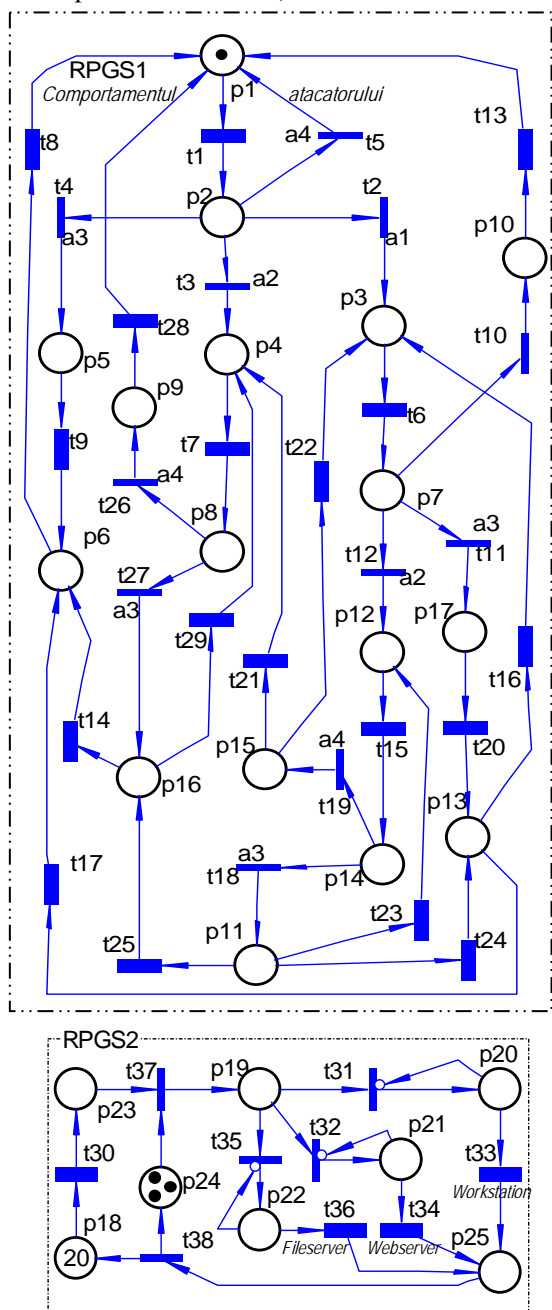 RPGS1
p1
Comportamentul atacatorului
t8
t13
t1
a4
t5
t4
p2
t2
a3
a1
p10
t3
a2
p3
t10
t28
p4
p5
p9
t6
t9
t7
t22
a4
p7
t26
p8
a3
p6
t12
t11
t27
a2
a3
p12
p17
t29
t16
t21
t14
p15
t15
t20
a4
p16
p13
t19
t17
a3
t18
p14
t23
p11
t24
t25
RPGS2
t37
p19
t31
p20
p23
t32
p21
t35
t30
t33
p24
p22
t36
t34
Workstation
p18
Fileserver
Webserver
p25
20
t38